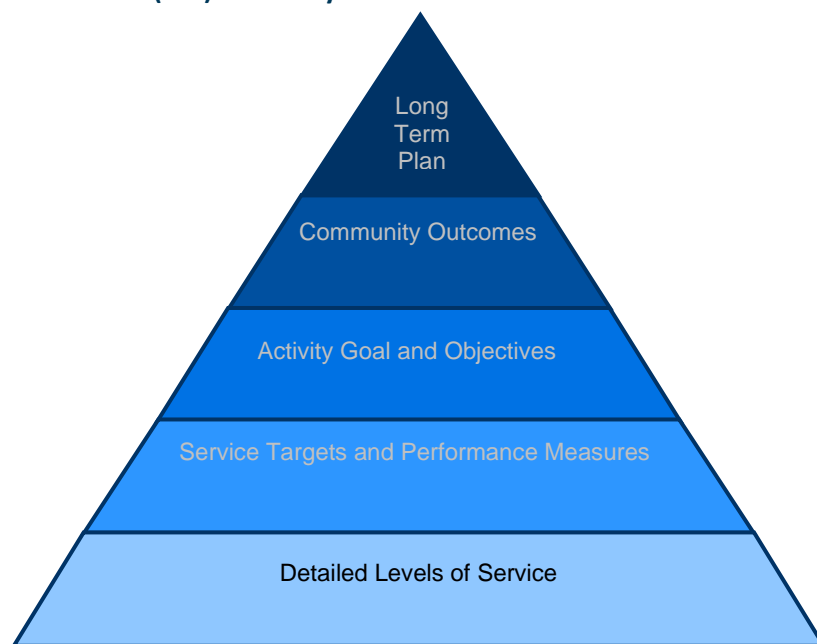 Long
Term
Plan
Community Outcomes
Activity Goal and Objectives
Service Targets and Performance Measures
Detailed Levels of Service